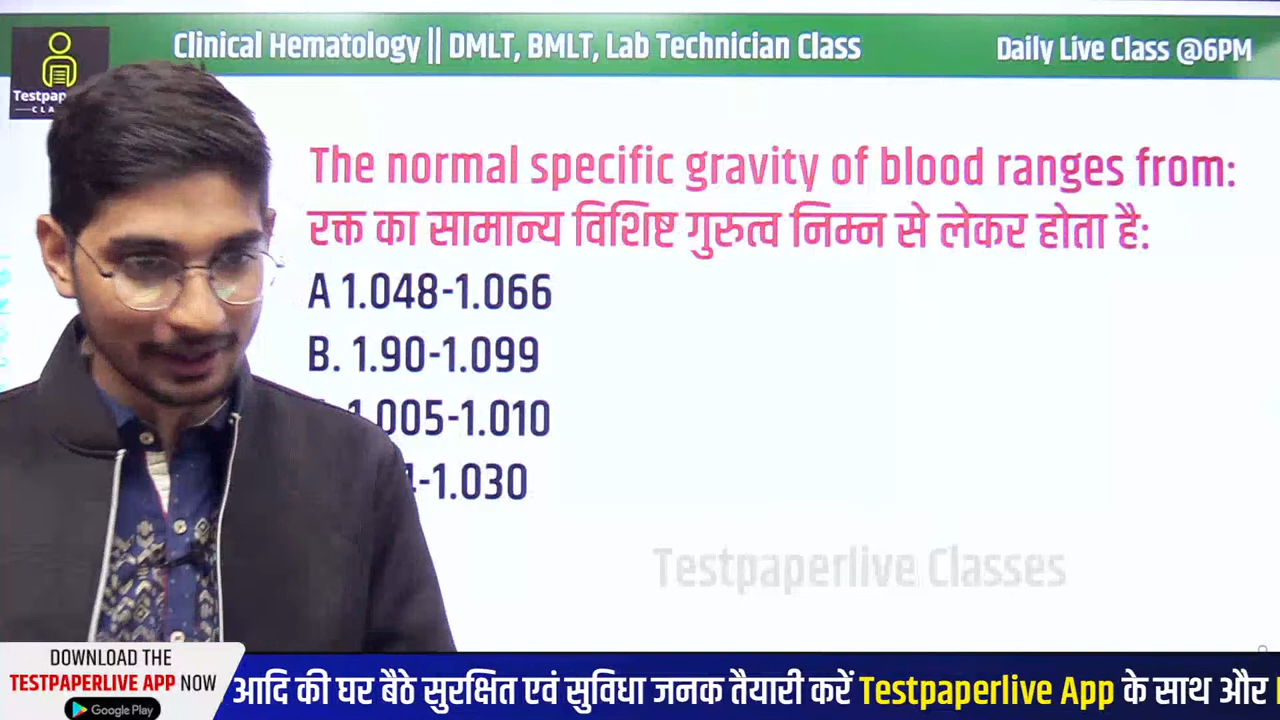 Clinical Hematology || DMLT, BMLT, Lab Technician Class
Daily Live Class @6PM
The normal specific gravity of blood ranges from:
रक्त का सामान्य विशिष्ट गुरुत्व निम्न से लेकर होता है:
A 1.048-1.066
B. 1.90-1.099
1.005-1.010
-1.030
Testpaperlive Classes
DOWNLOAD THE
TESTPAPERLIVE APP NOW
Google Play
आदि की घर बैठे सुरक्षित एवं सुविधा जनक तैयारी करें Testpaperlive App के साथ और